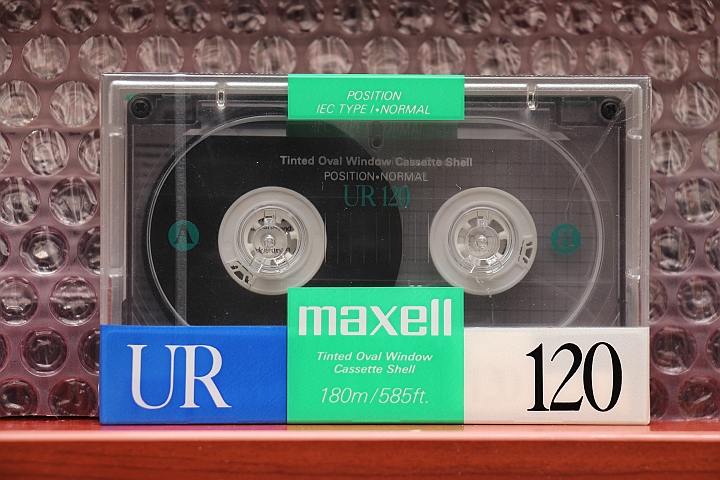 POSITION
IEC TYPE I•NORMAL
Tinted Oval Window Cassette Shell
POSITION•NORMAL
UR 120
A
B
maxell
Tinted Oval Window
Cassette Shell
180m/585ft.
UR
120